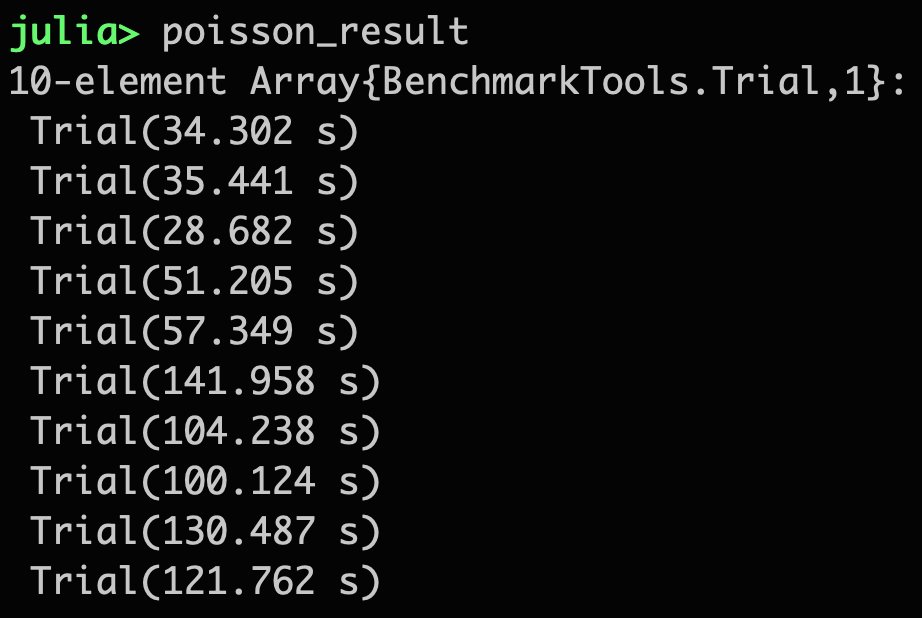 julia> poisson_result
10-element Array{BenchmarkTools.Trial,1}:
 Trial(34.302 s)
 Trial(35.441 s)
 Trial(28.682 s)
 Trial(51.205 s)
 Trial(57.349 s)
 Trial(141.958 s)
 Trial(104.238 s)
 Trial(100.124 s)
 Trial(130.487 s)
 Trial(121.762 s)